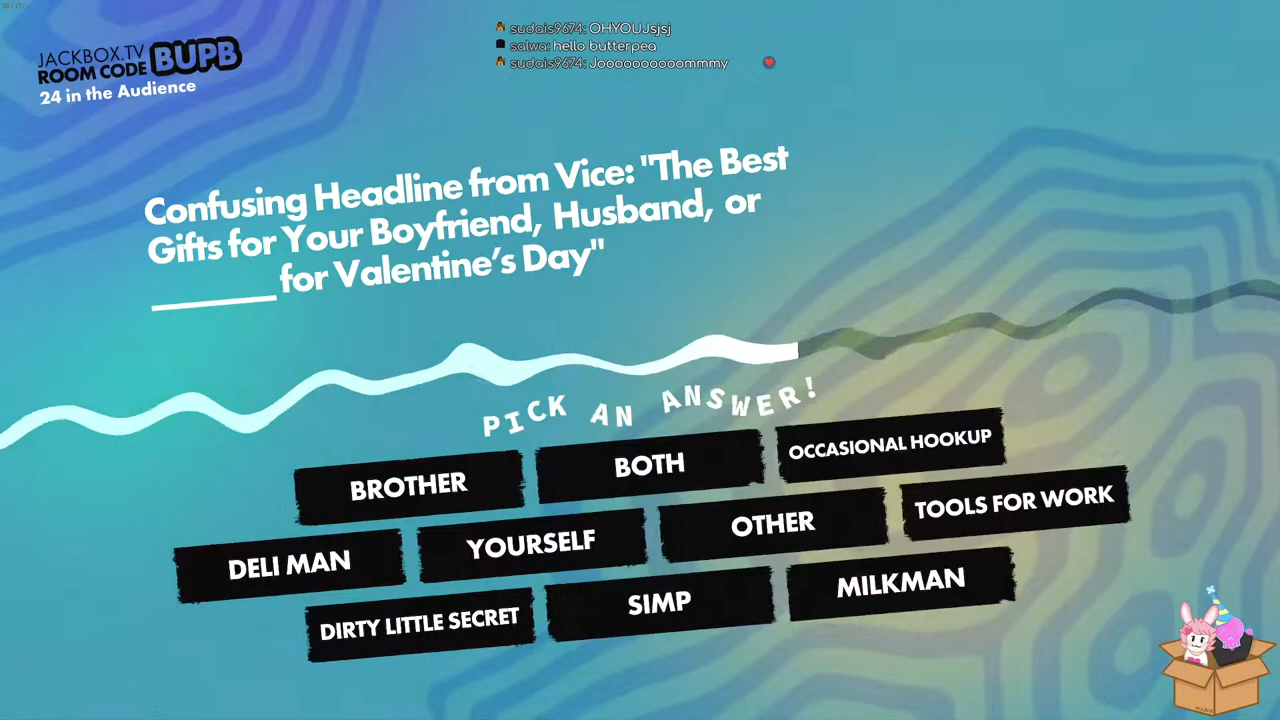 sudais9674: OHYOUJsjsj
salwa: hello butterpea
sudais9674: Joooooooooommmy
JACKBOX.TV
ROOM CODE BUPB
24 in the Audience
Confusing Headline from Vice: "The Best
Gifts for Your Boyfriend, Husband, or
________ for Valentine’s Day"
PICK AN ANSWER!
BROTHER
BOTH
OCCASIONAL HOOKUP
DELI MAN
YOURSELF
OTHER
TOOLS FOR WORK
DIRTY LITTLE SECRET
SIMP
MILKMAN